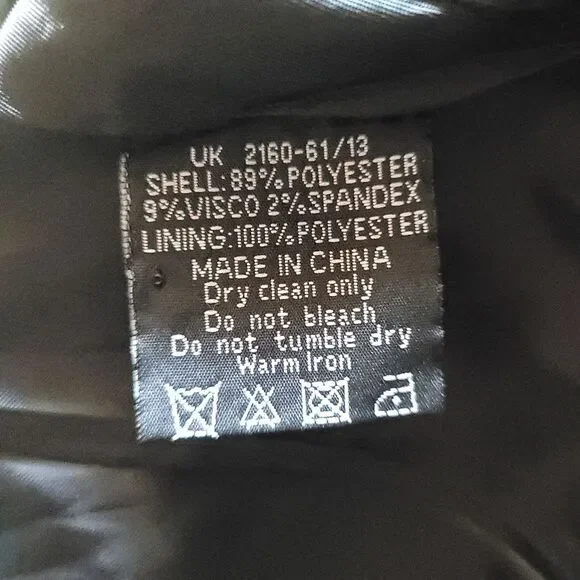 UK 2160-61/13
SHELL:89%POLYESTER
9%VISCO 2%SPANDEX
LINING:100%POLYESTER
MADE IN CHINA
Dry clean only
Do not bleach
Do not tumble dry
Warm Iron